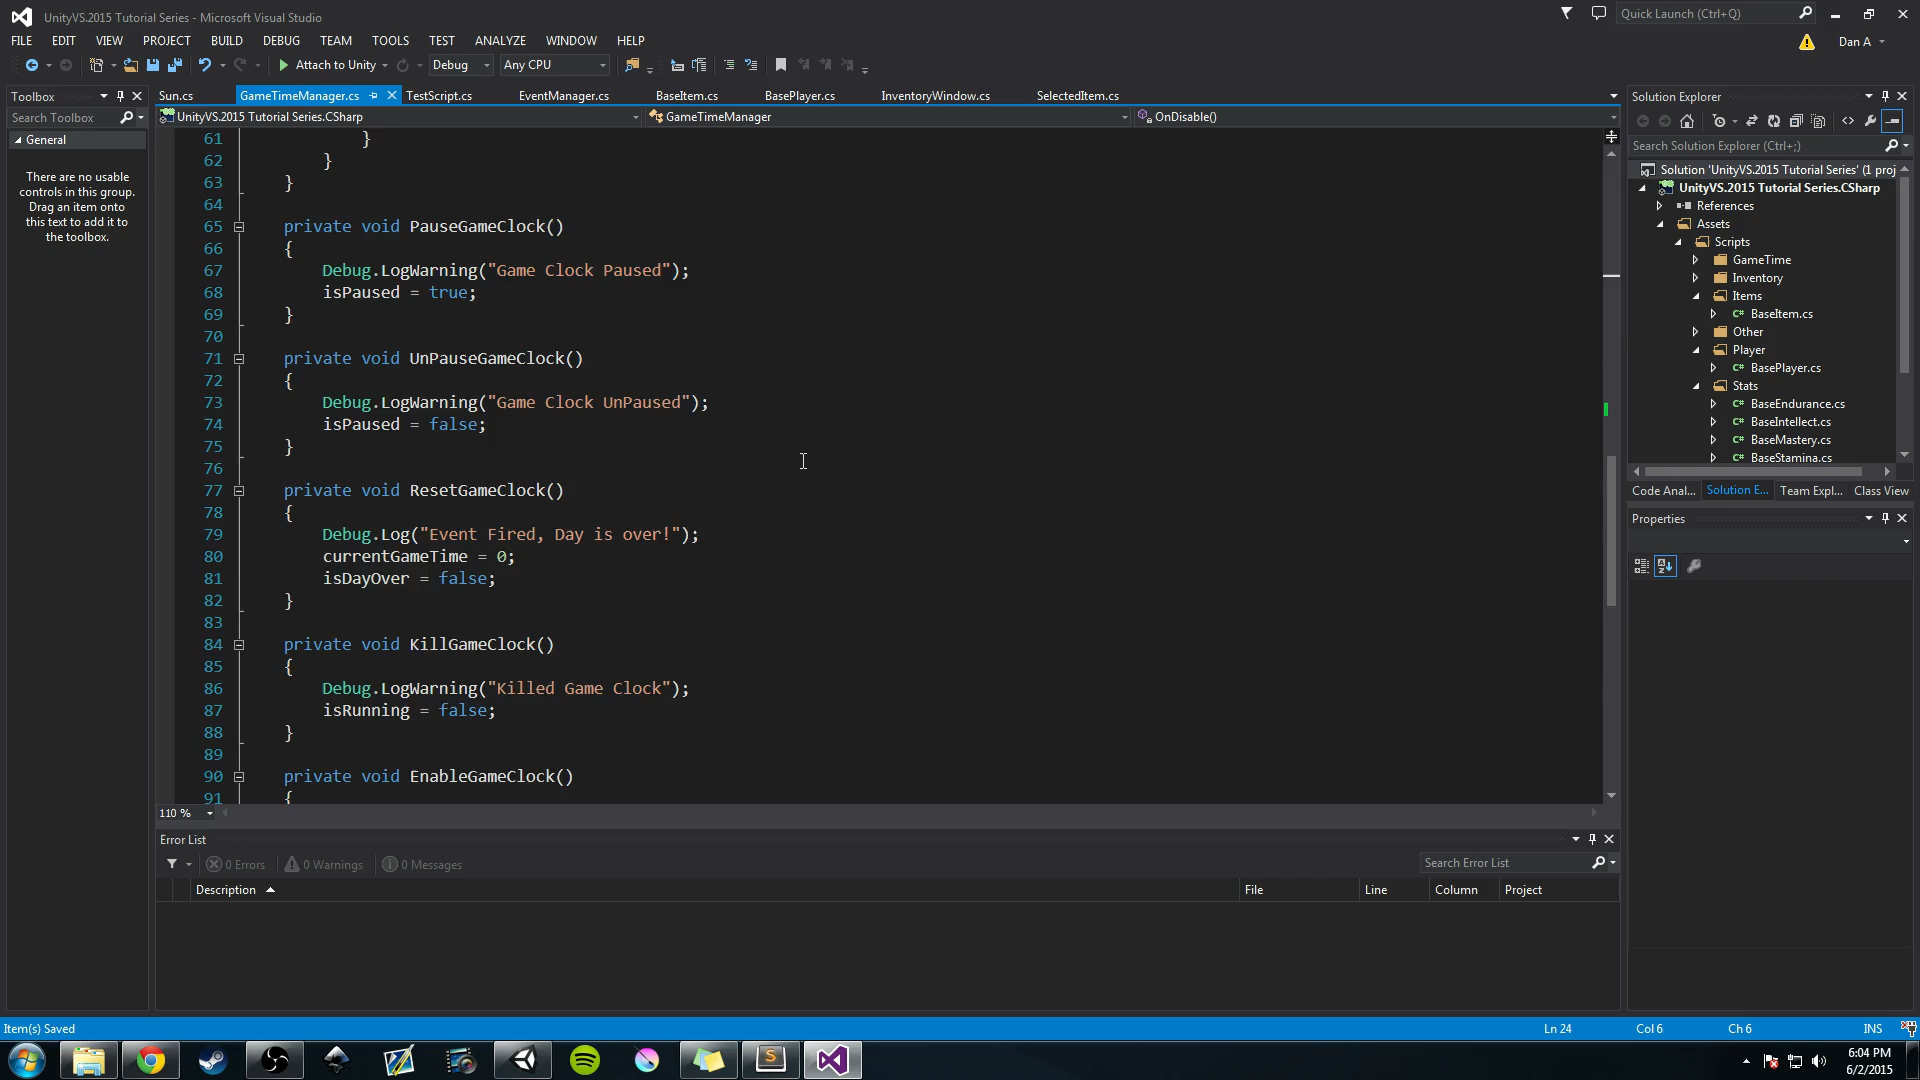 UnityVS.2015 Tutorial Series - Microsoft Visual Studio
Quick Launch (Ctrl+Q)
FILE EDIT VIEW PROJECT BUILD DEBUG TEAM TOOLS TEST ANALYZE WINDOW HELP
Dan A
Attach to Unity Debug Any CPU
Toolbox
Search Toolbox
General
There are no usable
controls in this group.
Drag an item onto
this text to add it to
the toolbox.
Sun.cs GameTimeManager.cs TestScript.cs EventManager.cs BaseItem.cs BasePlayer.cs InventoryWindow.cs SelectedItem.cs
UnityVS.2015 Tutorial Series.CSharp GameTimeManager OnDisable()
61 }
62 }
63 }
64
65 private void PauseGameClock()
66 {
67 Debug.LogWarning("Game Clock Paused");
68 isPaused = true;
69 }
70
71 private void UnPauseGameClock()
72 {
73 Debug.LogWarning("Game Clock UnPaused");
74 isPaused = false;
75 }
76
77 private void ResetGameClock()
78 {
79 Debug.Log("Event Fired, Day is over!");
80 currentGameTime = 0;
81 isDayOver = false;
82 }
83
84 private void KillGameClock()
85 {
86 Debug.LogWarning("Killed Game Clock");
87 isRunning = false;
88 }
89
90 private void EnableGameClock()
91 {
110 %
Error List
0 Errors 0 Warnings 0 Messages
Search Error List
Description File Line Column Project
Solution Explorer
Search Solution Explorer (Ctrl+;)
Solution 'UnityVS.2015 Tutorial Series' (1 proj
UnityVS.2015 Tutorial Series.CSharp
References
Assets
Scripts
GameTime
Inventory
Items
C# BaseItem.cs
Other
Player
C# BasePlayer.cs
Stats
C# BaseEndurance.cs
C# BaseIntellect.cs
C# BaseMastery.cs
C# BaseStamina.cs
Code Anal... Solution E... Team Expl... Class View
Properties
Item(s) Saved
Ln 24 Col 6 Ch 6 INS
6:04 PM
6/2/2015